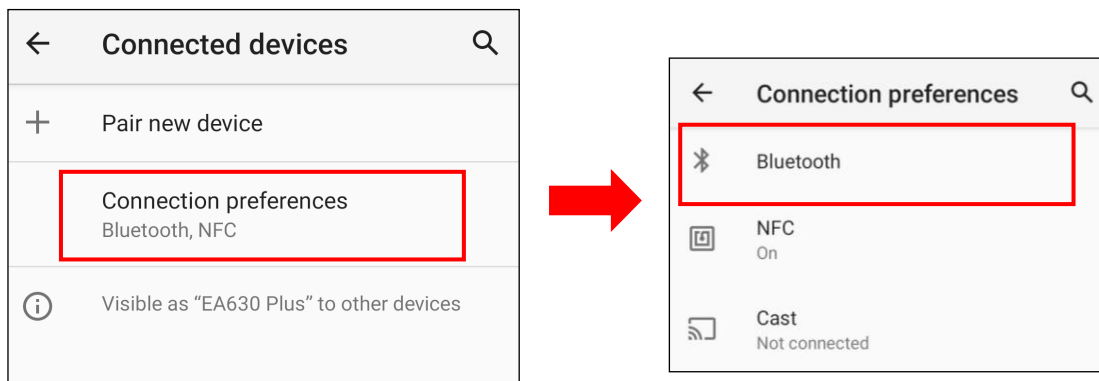 Connected devices
Pair new device
Connection preferences
Bluetooth, NFC
Visible as “EA630 Plus” to other devices
Connection preferences
Bluetooth
NFC
On
Cast
Not connected